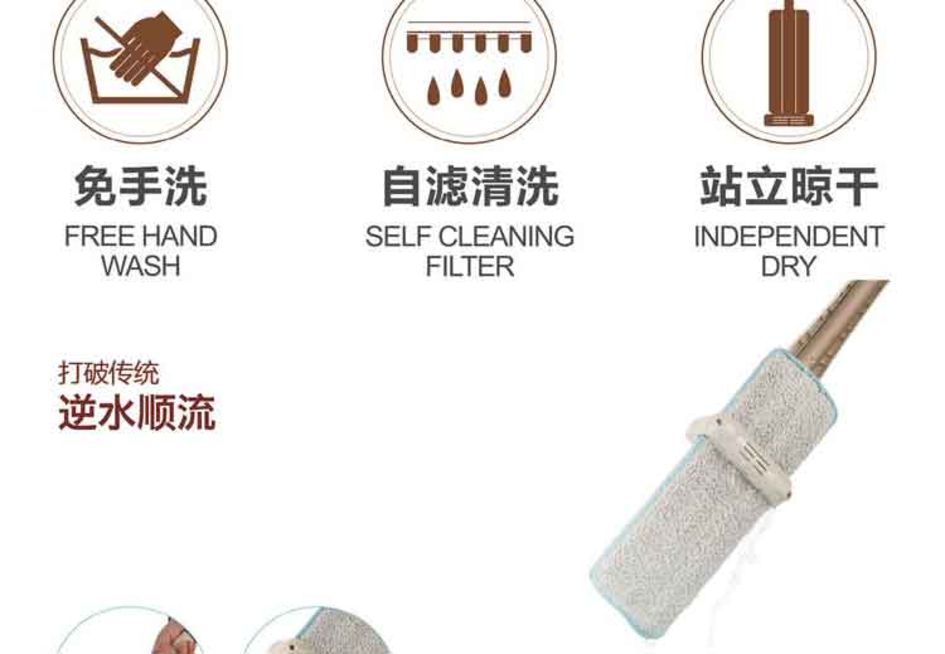 免手洗
FREE HAND
WASH
自滤清洗
SELF CLEANING
FILTER
站立晾干
INDEPENDENT
DRY
打破传统
逆水顺流